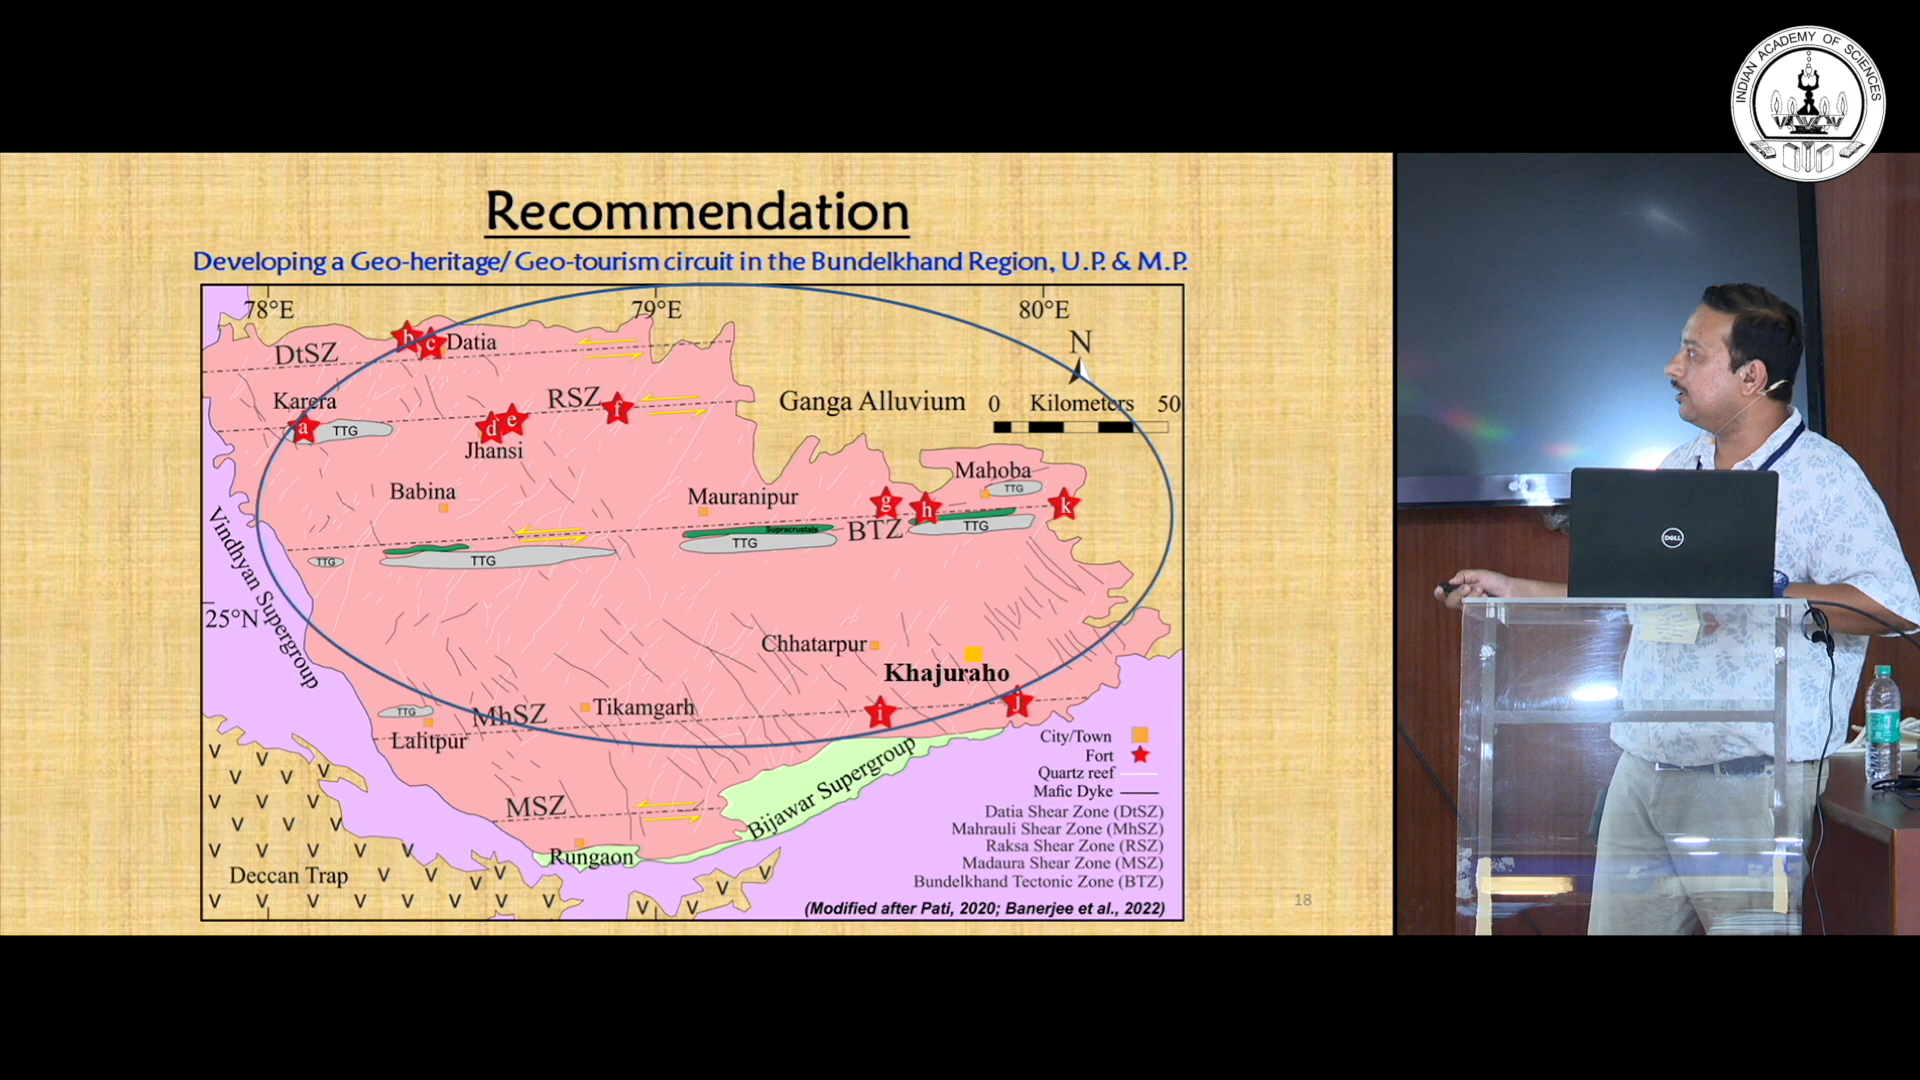 INDIAN ACADEMY OF SCIENCES
Recommendation
Developing a Geo-heritage/ Geo-tourism circuit in the Bundelkhand Region, U.P. & M.P.
78°E 79°E 80°E
N
b c Datia
DtSZ
Karera
RSZ
Ganga Alluvium 0 Kilometers 50
a TTG
d e f
Jhansi
Mahoba
TTG
Babina
Mauranipur
g h k
BTZ
TTG
Supracrustals
TTG
TTG
TTG
Vindhyan Supergroup
25°N
Chhatarpur
Khajuraho
TTG
MhSZ
Tikamgarh
i j
Lalitpur
City/Town
Fort
Quartz reef
Mafic Dyke
Bijawar Supergroup
MSZ
Datia Shear Zone (DtSZ)
Mahrauli Shear Zone (MhSZ)
Raksa Shear Zone (RSZ)
Madaura Shear Zone (MSZ)
Bundelkhand Tectonic Zone (BTZ)
Rungaon
Deccan Trap
V V V V V V V V V V V V V V V V V V V V V V V V V V V V
(Modified after Pati, 2020; Banerjee et al., 2022)
18
DELL